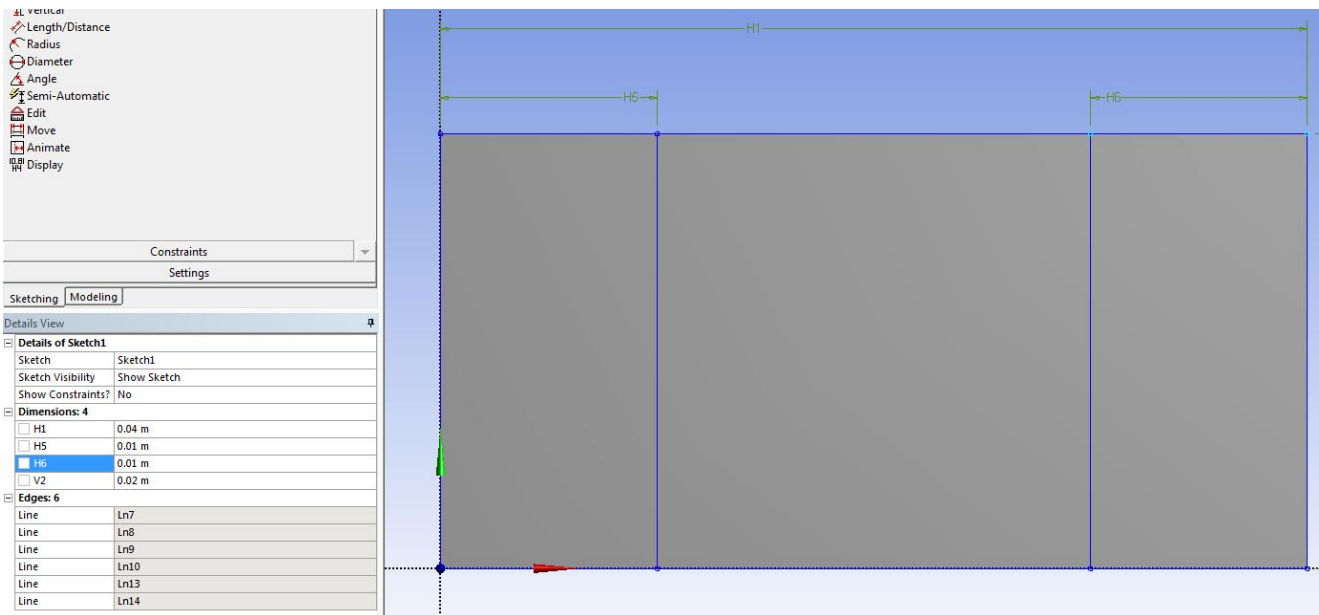 Vertical
Length/Distance
Radius
Diameter
Angle
Semi-Automatic
Edit
Move
Animate
Display
Constraints
Settings
Sketching Modeling
Details View
Details of Sketch1
Sketch Sketch1
Sketch Visibility Show Sketch
Show Constraints? No
Dimensions: 4
H1 0.04 m
H5 0.01 m
H6 0.01 m
V2 0.02 m
Edges: 6
Line Ln7
Line Ln8
Line Ln9
Line Ln10
Line Ln13
Line Ln14
H1
H5 H6